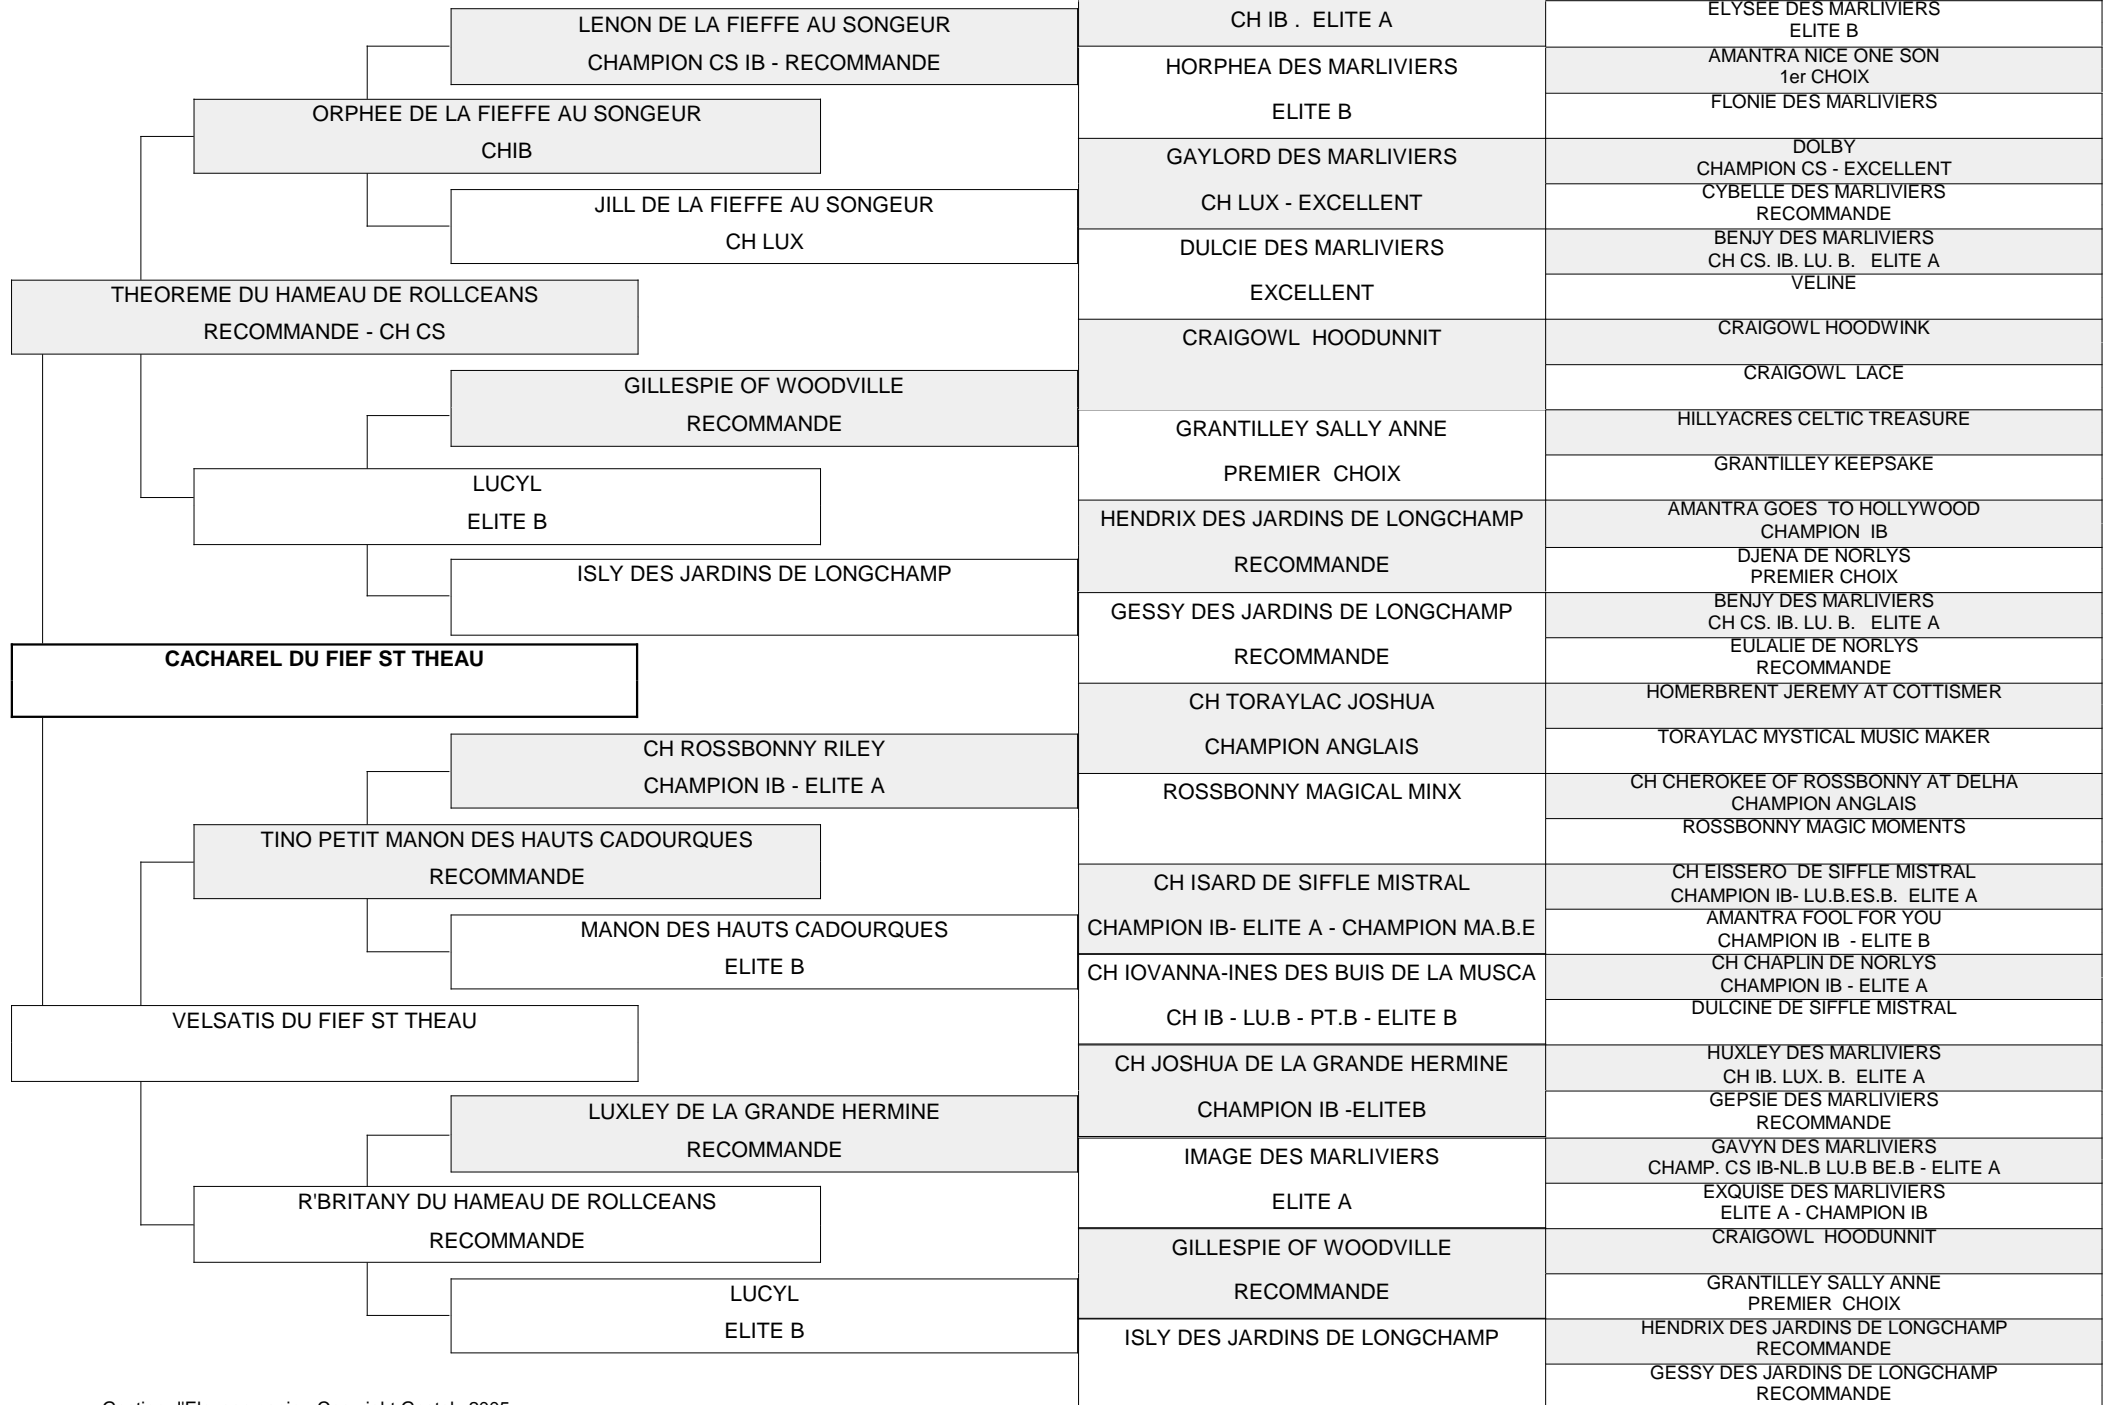 LENON DE LA FIEFFE AU SONGEUR
CHAMPION CS IB - RECOMMANDE
ORPHEE DE LA FIEFFE AU SONGEUR
CHIB
JILL DE LA FIEFFE AU SONGEUR
CH LUX
THEOREME DU HAMEAU DE ROLLCEANS
RECOMMANDE - CH CS
GILLESPIE OF WOODVILLE
RECOMMANDE
LUCYL
ELITE B
ISLY DES JARDINS DE LONGCHAMP
CACHAREL DU FIEF ST THEAU
CH ROSSBONNY RILEY
CHAMPION IB - ELITE A
TINO PETIT MANON DES HAUTS CADOURQUES
RECOMMANDE
MANON DES HAUTS CADOURQUES
ELITE B
VELSATIS DU FIEF ST THEAU
LUXLEY DE LA GRANDE HERMINE
RECOMMANDE
R'BRITANY DU HAMEAU DE ROLLCEANS
RECOMMANDE
LUCYL
ELITE B
CH IB . ELITE A
HORPHEA DES MARLIVIERS
ELITE B
GAYLORD DES MARLIVIERS
CH LUX - EXCELLENT
DULCIE DES MARLIVIERS
EXCELLENT
CRAIGOWL HOODUNNIT
GRANTILLEY SALLY ANNE
PREMIER CHOIX
HENDRIX DES JARDINS DE LONGCHAMP
RECOMMANDE
GESSY DES JARDINS DE LONGCHAMP
RECOMMANDE
CH TORAYLAC JOSHUA
CHAMPION ANGLAIS
ROSSBONNY MAGICAL MINX
CH ISARD DE SIFFLE MISTRAL
CHAMPION IB- ELITE A - CHAMPION MA.B.E
CH IOVANNA-INES DES BUIS DE LA MUSCA
CH IB - LU.B - PT.B - ELITE B
CH JOSHUA DE LA GRANDE HERMINE
CHAMPION IB -ELITEB
IMAGE DES MARLIVIERS
ELITE A
GILLESPIE OF WOODVILLE
RECOMMANDE
ISLY DES JARDINS DE LONGCHAMP
ELYSEE DES MARLIVIERS
ELITE B
AMANTRA NICE ONE SON
1er CHOIX
FLONIE DES MARLIVIERS
DOLBY
CHAMPION CS - EXCELLENT
CYBELLE DES MARLIVIERS
RECOMMANDE
BENJY DES MARLIVIERS
CH CS. IB. LU. B. ELITE A
VELINE
CRAIGOWL HOODWINK
CRAIGOWL LACE
HILLYACRES CELTIC TREASURE
GRANTILLEY KEEPSAKE
AMANTRA GOES TO HOLLYWOOD
CHAMPION IB
DJENA DE NORLYS
PREMIER CHOIX
BENJY DES MARLIVIERS
CH CS. IB. LU. B. ELITE A
EULALIE DE NORLYS
RECOMMANDE
HOMERBRENT JEREMY AT COTTISMER
TORAYLAC MYSTICAL MUSIC MAKER
CH CHEROKEE OF ROSSBONNY AT DELHA
CHAMPION ANGLAIS
ROSSBONNY MAGIC MOMENTS
CH EISSERO DE SIFFLE MISTRAL
CHAMPION IB- LU.B.ES.B. ELITE A
AMANTRA FOOL FOR YOU
CHAMPION IB - ELITE B
CH CHAPLIN DE NORLYS
CHAMPION IB - ELITE A
DULCINE DE SIFFLE MISTRAL
HUXLEY DES MARLIVIERS
CH IB. LUX. B. ELITE A
GEPSIE DES MARLIVIERS
RECOMMANDE
GAVYN DES MARLIVIERS
CHAMP. CS IB-NL.B LU.B BE.B - ELITE A
EXQUISE DES MARLIVIERS
ELITE A - CHAMPION IB
CRAIGOWL HOODUNNIT
GRANTILLEY SALLY ANNE
PREMIER CHOIX
HENDRIX DES JARDINS DE LONGCHAMP
RECOMMANDE
GESSY DES JARDINS DE LONGCHAMP
RECOMMANDE